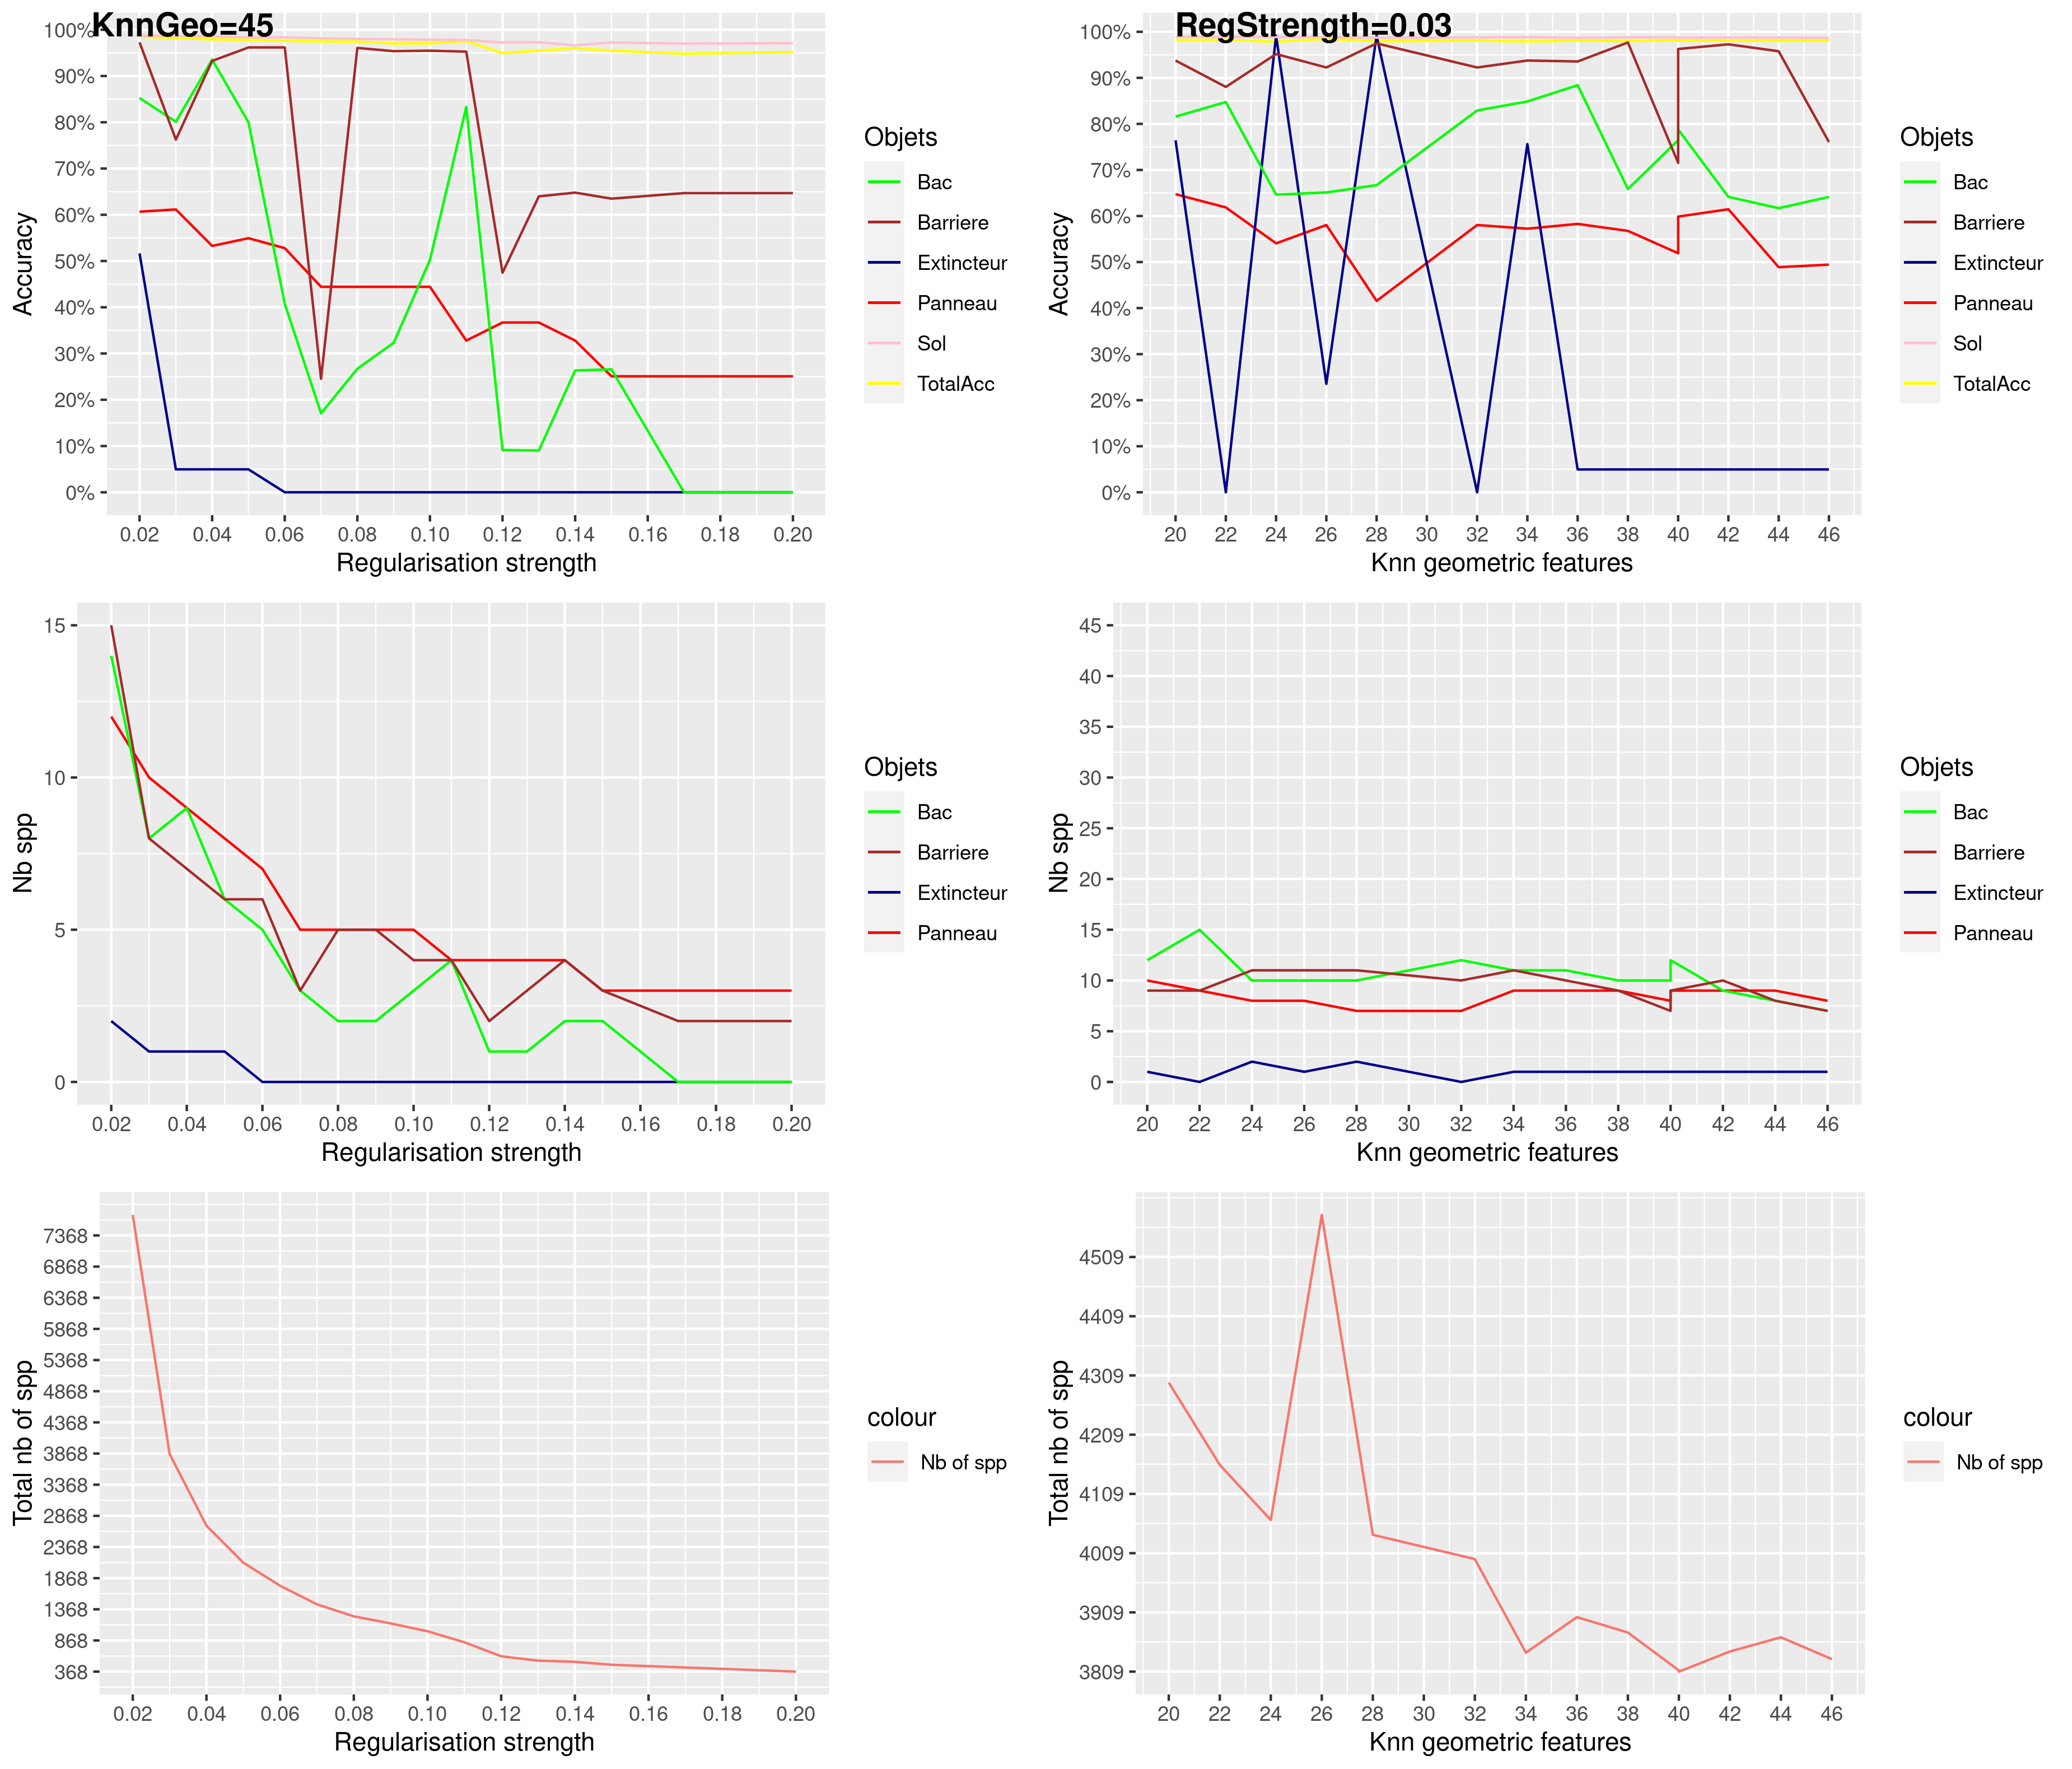 KnnGeo=45
100%
90%
80%
70%
60%
50%
40%
30%
20%
10%
0%
Accuracy
0.02 0.04 0.06 0.08 0.10 0.12 0.14 0.16 0.18 0.20
Regularisation strength
Objets
Bac
Barriere
Extincteur
Panneau
Sol
TotalAcc
RegStrength=0.03
100%
90%
80%
70%
60%
50%
40%
30%
20%
10%
0%
Accuracy
20 22 24 26 28 30 32 34 36 38 40 42 44 46
Knn geometric features
Objets
Bac
Barriere
Extincteur
Panneau
Sol
TotalAcc
15
10
5
0
Nb spp
0.02 0.04 0.06 0.08 0.10 0.12 0.14 0.16 0.18 0.20
Regularisation strength
Objets
Bac
Barriere
Extincteur
Panneau
45
40
35
30
25
20
15
10
5
0
Nb spp
20 22 24 26 28 30 32 34 36 38 40 42 44 46
Knn geometric features
Objets
Bac
Barriere
Extincteur
Panneau
7368
6868
6368
5868
5368
4868
4368
3868
3368
2868
2368
1868
1368
868
368
Total nb of spp
0.02 0.04 0.06 0.08 0.10 0.12 0.14 0.16 0.18 0.20
Regularisation strength
colour
Nb of spp
4509
4409
4309
4209
4109
4009
3909
3809
Total nb of spp
20 22 24 26 28 30 32 34 36 38 40 42 44 46
Knn geometric features
colour
Nb of spp